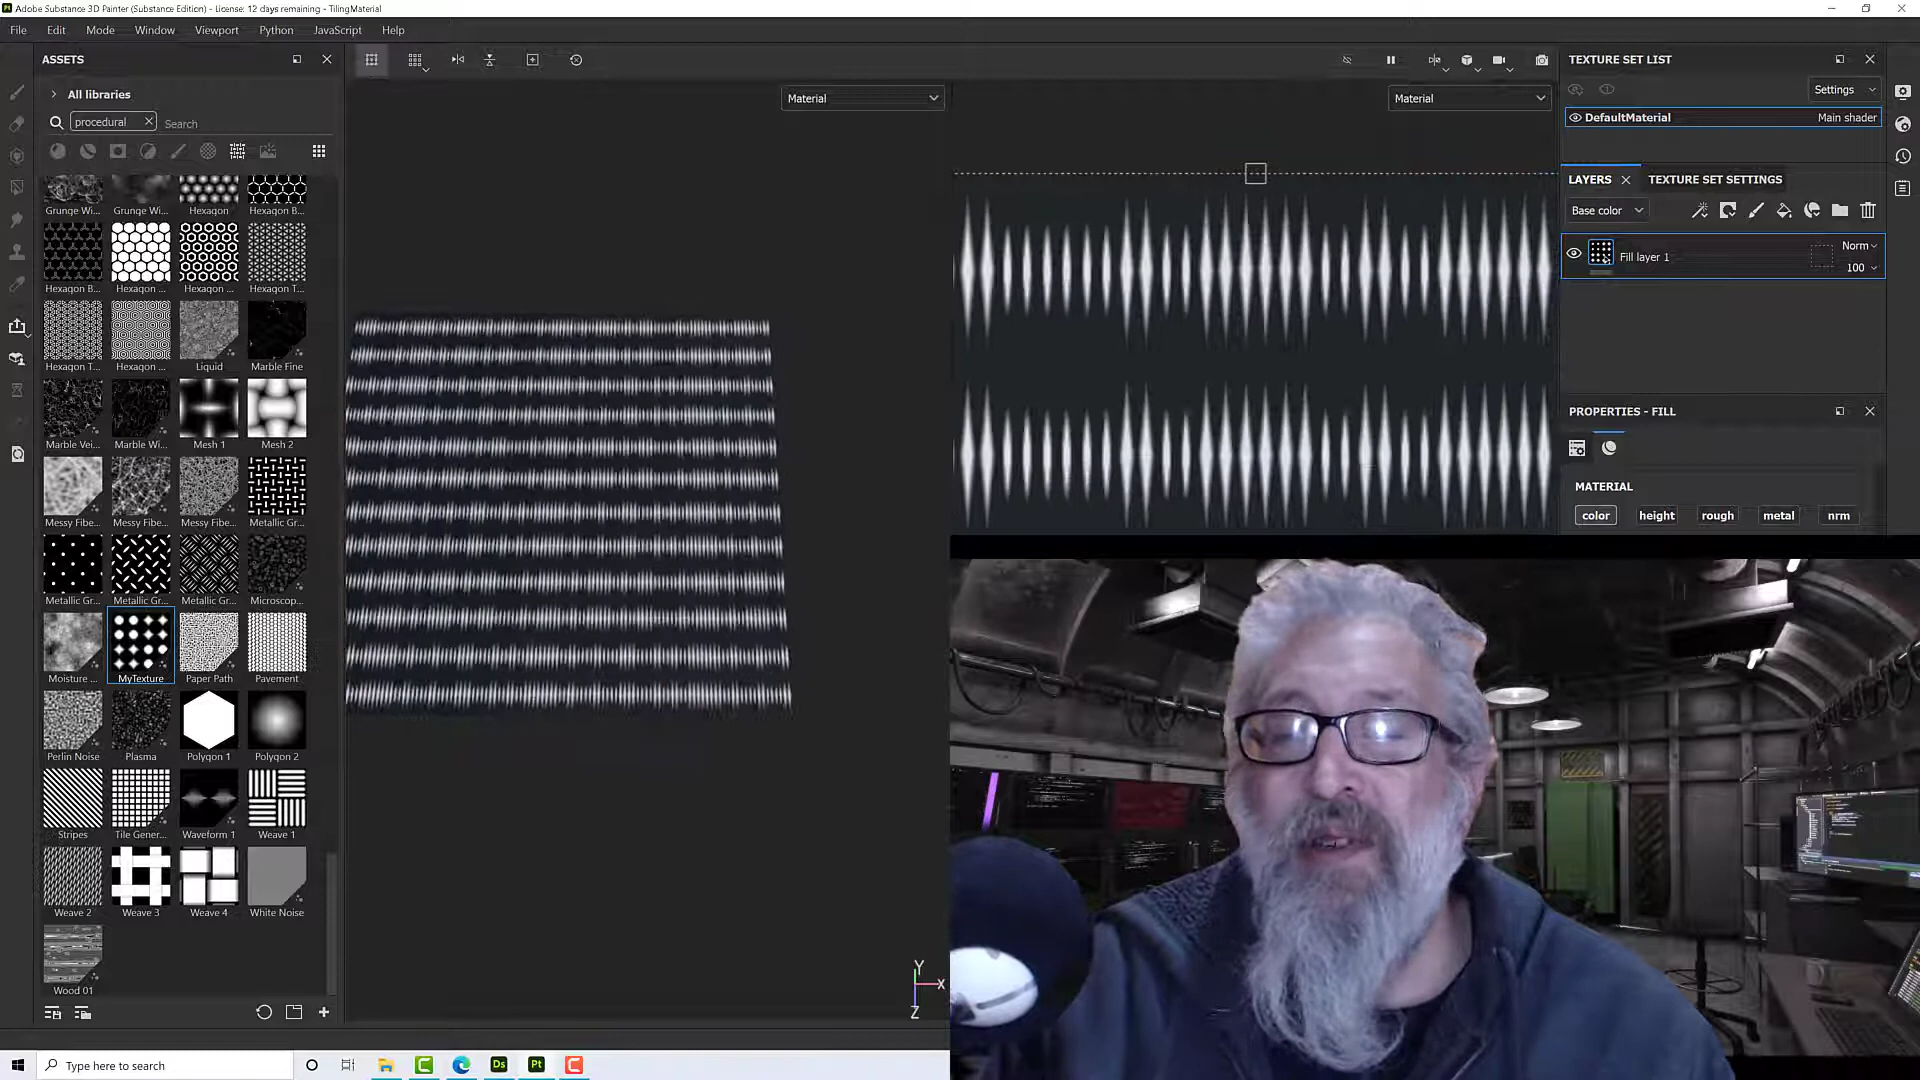 Adobe Substance 3D Painter (Substance Edition) - License: 12 days remaining - TilingMaterial
File Edit Mode Window Viewport Python JavaScript Help
ASSETS
All libraries
procedural Search
Grunge Wi... Grunge Wi... Hexagon Hexagon B...
Hexagon B... Hexagon ... Hexagon ... Hexagon T...
Hexagon T... Hexagon ... Liquid Marble Fine
Marble Vei... Marble Wi... Mesh 1 Mesh 2
Messy Fibe... Messy Fibe... Messy Fibe... Metallic Gr...
Metallic Gr... Metallic Gr... Metallic Gr... Microscop...
Moisture ... MyTexture Paper Path Pavement
Perlin Noise Plasma Polygon 1 Polygon 2
Stripes Tile Gener... Waveform 1 Weave 1
Weave 2 Weave 3 Weave 4 White Noise
Wood 01
Material
Y
X
Z
Material
TEXTURE SET LIST
Settings
DefaultMaterial Main shader
LAYERS TEXTURE SET SETTINGS
Base color
Norm
Fill layer 1
100
PROPERTIES - FILL
MATERIAL
color height rough metal nrm
Type here to search
Ds Pt C